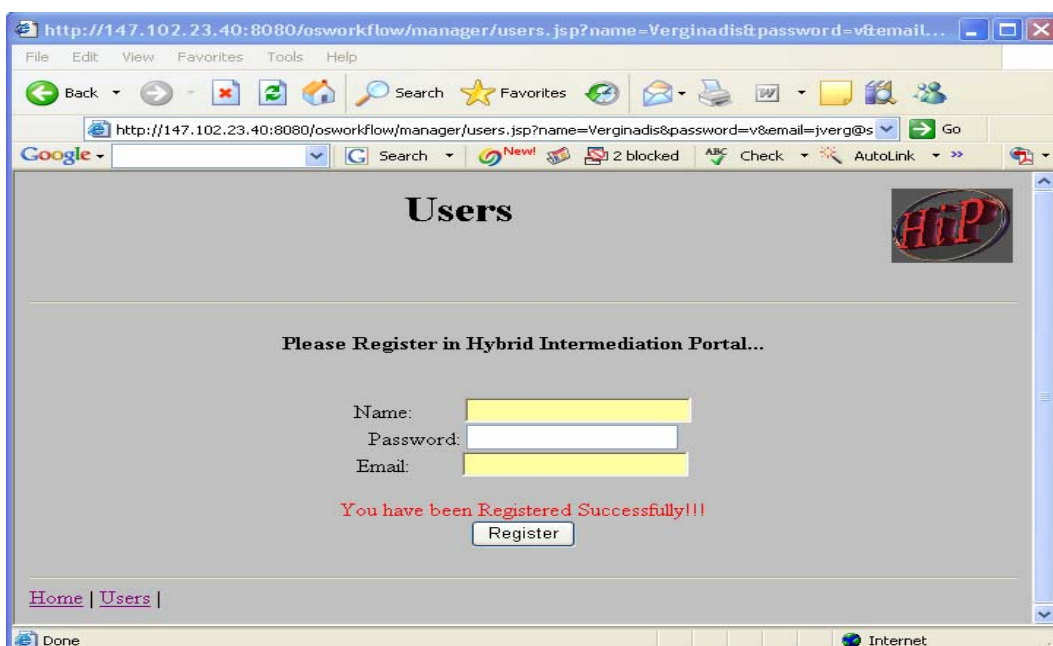 http://147.102.23.40:8080/osworkflow/manager/users.jsp?name=Verginadis&password=v&email...
File Edit View Favorites Tools Help
Back Search Favorites
http://147.102.23.40:8080/osworkflow/manager/users.jsp?name=Verginadis&password=v&email=jverg@s Go
Google Search New! 2 blocked ABC Check AutoLink »
Users
HiP
Please Register in Hybrid Intermediation Portal...
Name:
Password:
Email:
You have been Registered Successfully!!!
Register
Home | Users |
Done Internet